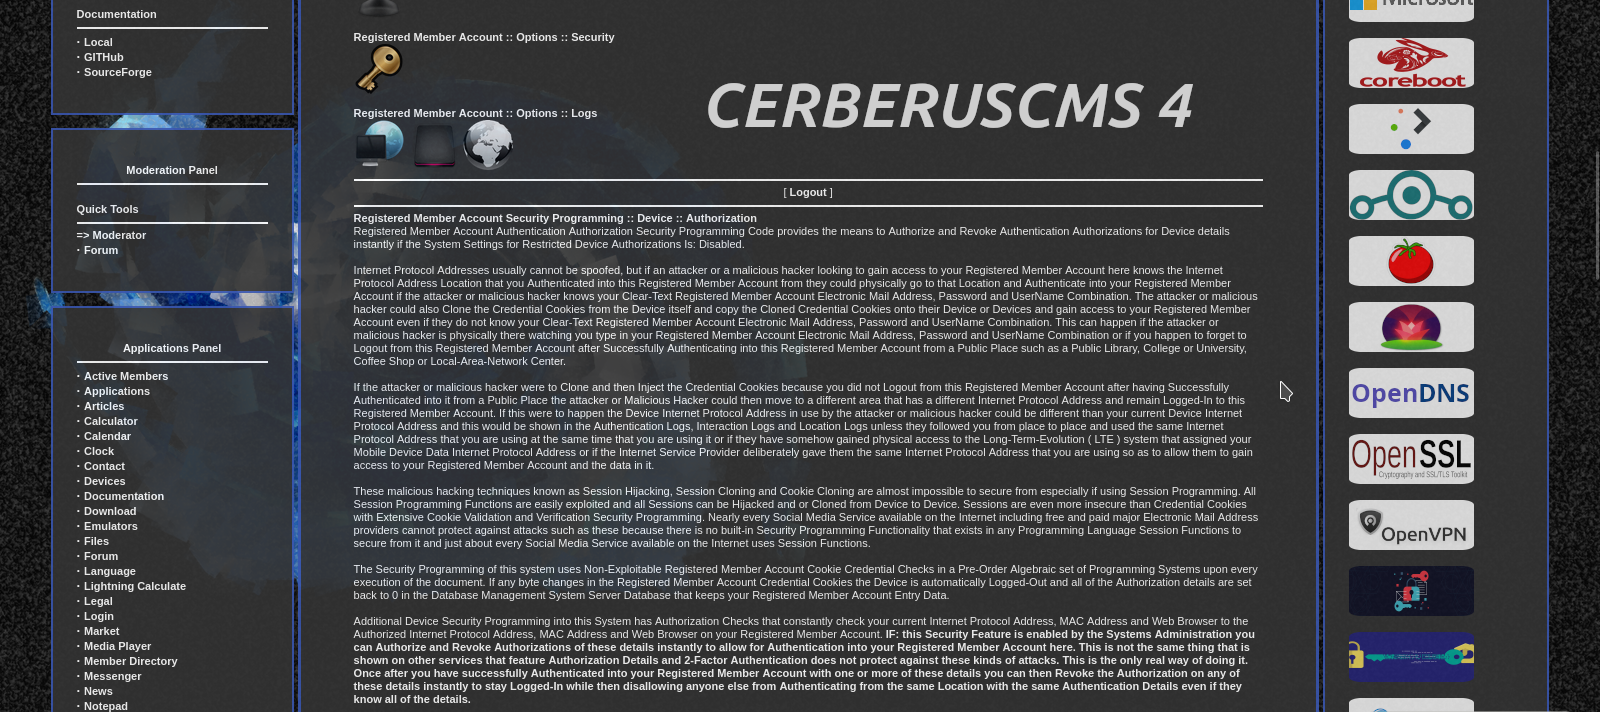 Documentation
· Local
· GITHub
· SourceForge
Moderation Panel
Quick Tools
=> Moderator
· Forum
Applications Panel
· Active Members
· Applications
· Articles
· Calculator
· Calendar
· Clock
· Contact
· Devices
· Documentation
· Download
· Emulators
· Files
· Forum
· Language
· Lightning Calculate
· Legal
· Login
· Market
· Media Player
· Member Directory
· Messenger
· News
· Notepad
Registered Member Account :: Options :: Security
Registered Member Account :: Options :: Logs
CERBERUSCMS 4
[ Logout ]
Registered Member Account Security Programming :: Device :: Authorization
Registered Member Account Authentication Authorization Security Programming Code provides the means to Authorize and Revoke Authentication Authorizations for Device details
instantly if the System Settings for Restricted Device Authorizations Is: Disabled.
Internet Protocol Addresses usually cannot be spoofed, but if an attacker or a malicious hacker looking to gain access to your Registered Member Account here knows the Internet
Protocol Address Location that you Authenticated into this Registered Member Account from they could physically go to that Location and Authenticate into your Registered Member
Account if the attacker or malicious hacker knows your Clear-Text Registered Member Account Electronic Mail Address, Password and UserName Combination. The attacker or malicious
hacker could also Clone the Credential Cookies from the Device itself and copy the Cloned Credential Cookies onto their Device or Devices and gain access to your Registered Member
Account even if they do not know your Clear-Text Registered Member Account Electronic Mail Address, Password and UserName Combination. This can happen if the attacker or
malicious hacker is physically there watching you type in your Registered Member Account Electronic Mail Address, Password and UserName Combination or if you happen to forget to
Logout from this Registered Member Account after Successfully Authenticating into this Registered Member Account from a Public Place such as a Public Library, College or University,
Coffee Shop or Local-Area-Network Center.
If the attacker or malicious hacker were to Clone and then Inject the Credential Cookies because you did not Logout from this Registered Member Account after having Successfully
Authenticated into it from a Public Place the attacker or Malicious Hacker could then move to a different area that has a different Internet Protocol Address and remain Logged-In to this
Registered Member Account. If this were to happen the Device Internet Protocol Address in use by the attacker or malicious hacker could be different than your current Device Internet
Protocol Address and this would be shown in the Authentication Logs, Interaction Logs and Location Logs unless they followed you from place to place and used the same Internet
Protocol Address that you are using at the same time that you are using it or if they have somehow gained physical access to the Long-Term-Evolution ( LTE ) system that assigned your
Mobile Device Data Internet Protocol Address or if the Internet Service Provider deliberately gave them the same Internet Protocol Address that you are using so as to allow them to gain
access to your Registered Member Account and the data in it.
These malicious hacking techniques known as Session Hijacking, Session Cloning and Cookie Cloning are almost impossible to secure from especially if using Session Programming. All
Session Programming Functions are easily exploited and all Sessions can be Hijacked and or Cloned from Device to Device. Sessions are even more insecure than Credential Cookies
with Extensive Cookie Validation and Verification Security Programming. Nearly every Social Media Service available on the Internet including free and paid major Electronic Mail Address
providers cannot protect against attacks such as these because there is no built-in Security Programming Functionality that exists in any Programming Language Session Functions to
secure from it and just about every Social Media Service available on the Internet uses Session Functions.
The Security Programming of this system uses Non-Exploitable Registered Member Account Cookie Credential Checks in a Pre-Order Algebraic set of Programming Systems upon every
execution of the document. If any byte changes in the Registered Member Account Credential Cookies the Device is automatically Logged-Out and all of the Authorization details are set
back to 0 in the Database Management System Server Database that keeps your Registered Member Account Entry Data.
Additional Device Security Programming into this System has Authorization Checks that constantly check your current Internet Protocol Address, MAC Address and Web Browser to the
Authorized Internet Protocol Address, MAC Address and Web Browser on your Registered Member Account. IF: this Security Feature is enabled by the Systems Administration you
can Authorize and Revoke Authorizations of these details instantly to allow for Authentication into your Registered Member Account here. This is not the same thing that is
shown on other services that feature Authorization Details and 2-Factor Authentication does not protect against these kinds of attacks. This is the only real way of doing it.
Once after you have successfully Authenticated into your Registered Member Account with one or more of these details you can then Revoke the Authorization on any of
these details instantly to stay Logged-In while then disallowing anyone else from Authenticating from the same Location with the same Authentication Details even if they
know all of the details.
Microsoft
coreboot
OpenDNS
OpenSSL
Cryptography and SSL/TLS Toolkit
OpenVPN